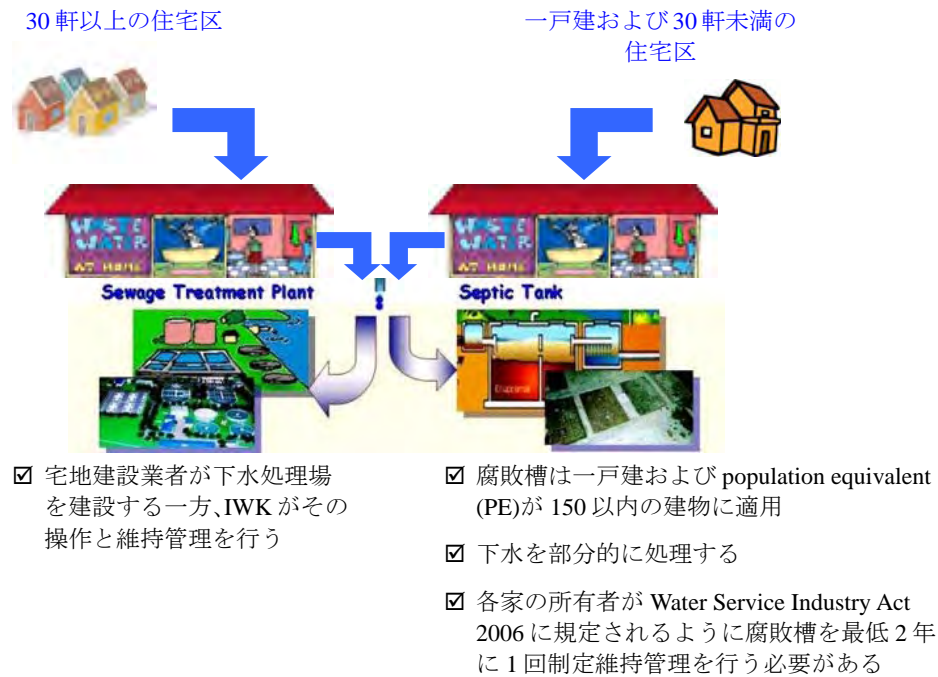 30 軒以上の住宅区
一戸建および 30 軒未満の
住宅区
WASTE
WATER
AT HOME
WASTE
WATER
AT HOME
Sewage Treatment Plant
Septic Tank
☑ 宅地建設業者が下水処理場
を建設する一方、IWK がその
操作と維持管理を行う
☑ 腐敗槽は一戸建および population equivalent
(PE)が 150 以内の建物に適用
☑ 下水を部分的に処理する
☑ 各家の所有者が Water Service Industry Act
2006 に規定されるように腐敗槽を最低 2 年
に 1 回制定維持管理を行う必要がある